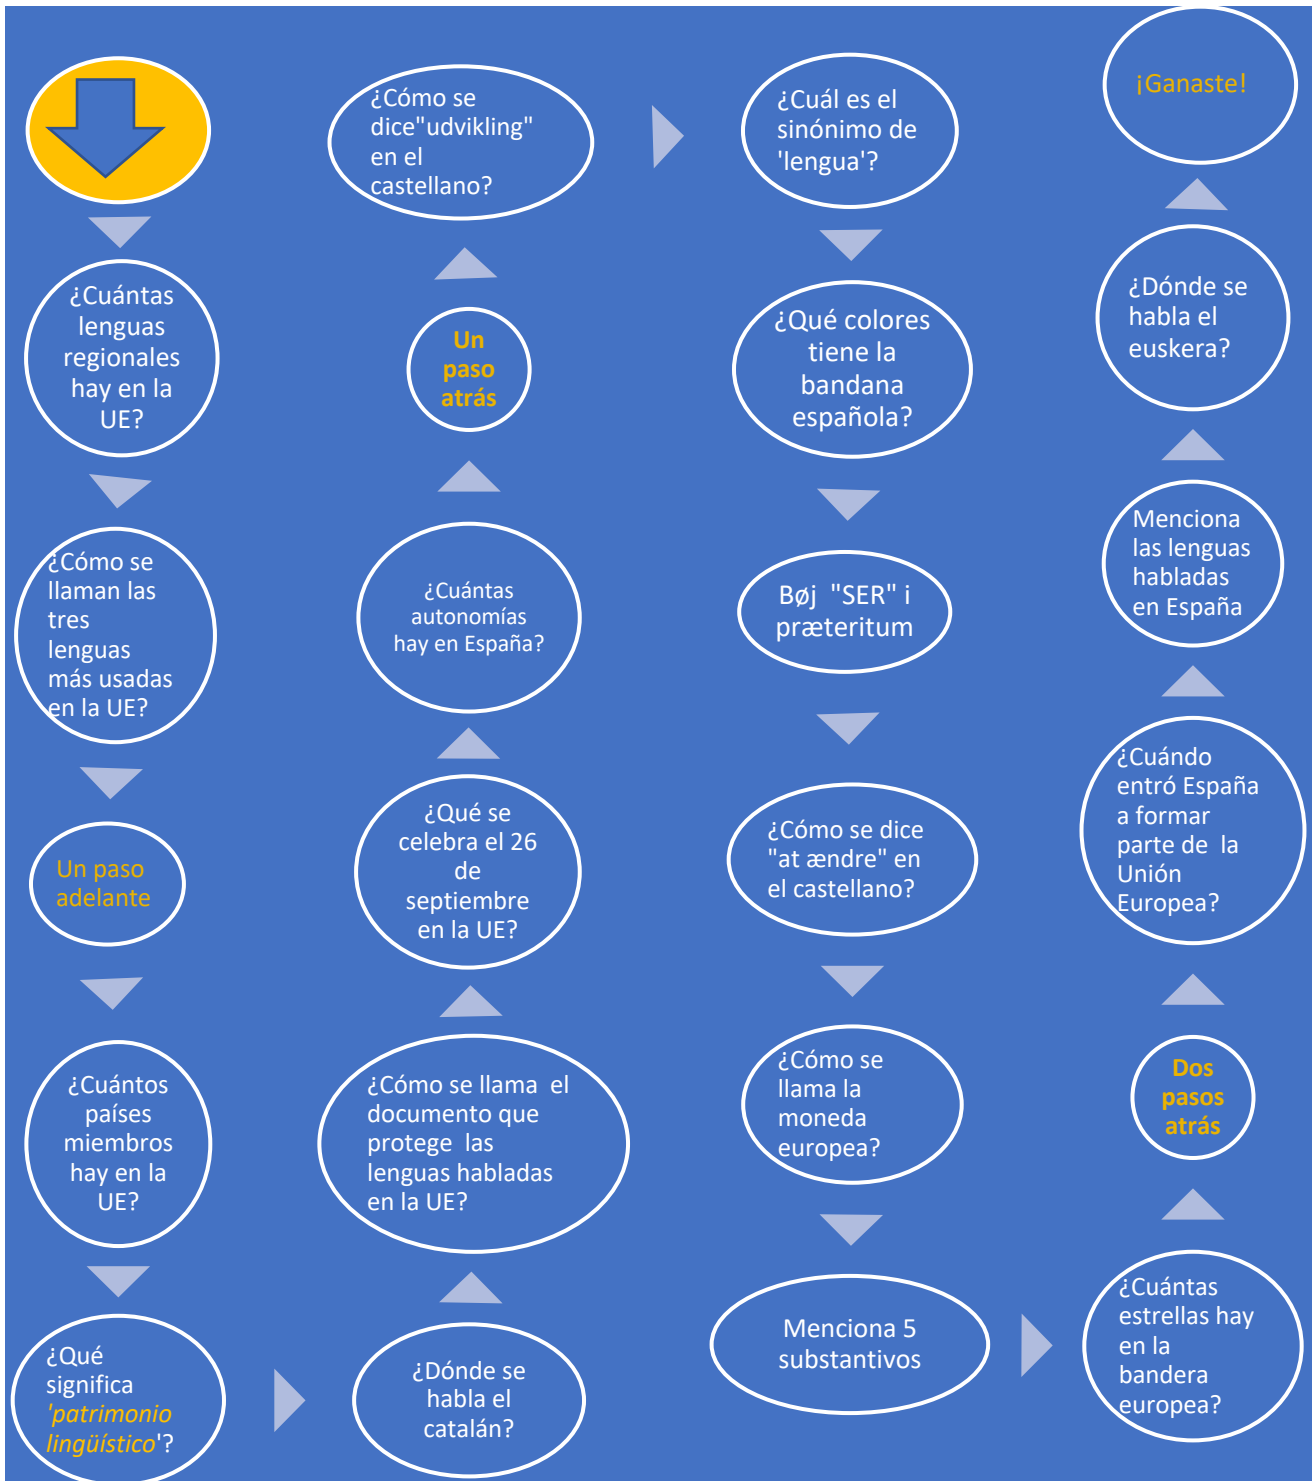 ¿Cuántas
lenguas
regionales
hay en la
UE?
¿Cómo se
llaman las
tres
lenguas
más usadas
en la UE?
Un paso
adelante
¿Cuántos
países
miembros
hay en la
UE?
¿Qué
significa
'patrimonio
lingüístico'?
¿Dónde se
habla el
catalán?
¿Cómo se llama el
documento que
protege las
lenguas habladas
en la UE?
¿Qué se
celebra el 26
de
septiembre
en la UE?
¿Cuántas
autonomías
hay en España?
Un
paso
atrás
¿Cómo se
dice"udvikling"
en el
castellano?
¿Cuál es el
sinónimo de
'lengua'?
¿Qué colores
tiene la
bandana
española?
Bøj "SER" i
præteritum
¿Cómo se dice
"at ændre" en
el castellano?
¿Cómo se
llama la
moneda
europea?
Menciona 5
substantivos
¿Cuántas
estrellas hay
en la
bandera
europea?
Dos
pasos
atrás
¿Cuándo
entró España
a formar
parte de la
Unión
Europea?
Menciona
las lenguas
habladas
en España
¿Dónde se
habla el
euskera?
¡Ganaste!